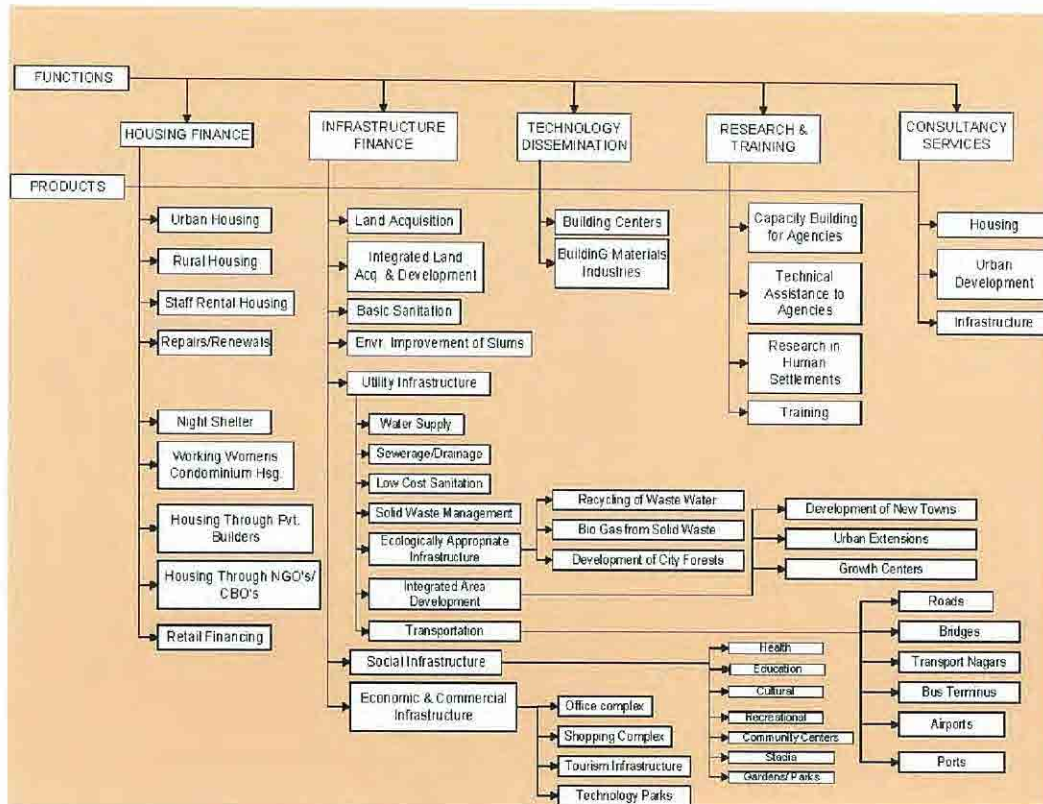 FUNCTIONS
HOUSING FINANCE
INFRASTRUCTURE
FINANCE
TECHNOLOGY
DISSEMINATION
RESEARCH &
TRAINING
CONSULTANCY
SERVICES
PRODUCTS
Urban Housing
Rural Housing
Staff Rental Housing
Repairs/Renewals
Night Shelter
Working Womens
Condominium Hsg.
Housing Through Pvt.
Builders
Housing Through NGO's/
CBO's
Retail Financing
Land Acquisition
Integrated Land
Acq. & Development
Basic Sanitation
Envr. Improvement of Slums
Utility Infrastructure
Water Supply
Sewerage/Drainage
Low Cost Sanitation
Solid Waste Management
Ecologically Appropriate
Infrastructure
Recycling of Waste Water
Bio Gas from Solid Waste
Development of City Forests
Integrated Area
Development
Development of New Towns
Urban Extensions
Growth Centers
Transportation
Roads
Bridges
Transport Nagars
Bus Terminus
Airports
Ports
Social Infrastructure
Health
Education
Cultural
Recreational
Community Centers
Stadia
Gardens/ Parks
Economic & Commercial
Infrastructure
Office complex
Shopping Complex
Tourism Infrastructure
Technology Parks
Building Centers
BuildinG Materials
Industries
Capacity Building
for Agencies
Technical
Assistance to
Agencies
Research in
Human
Settlements
Training
Housing
Urban
Development
Infrastructure